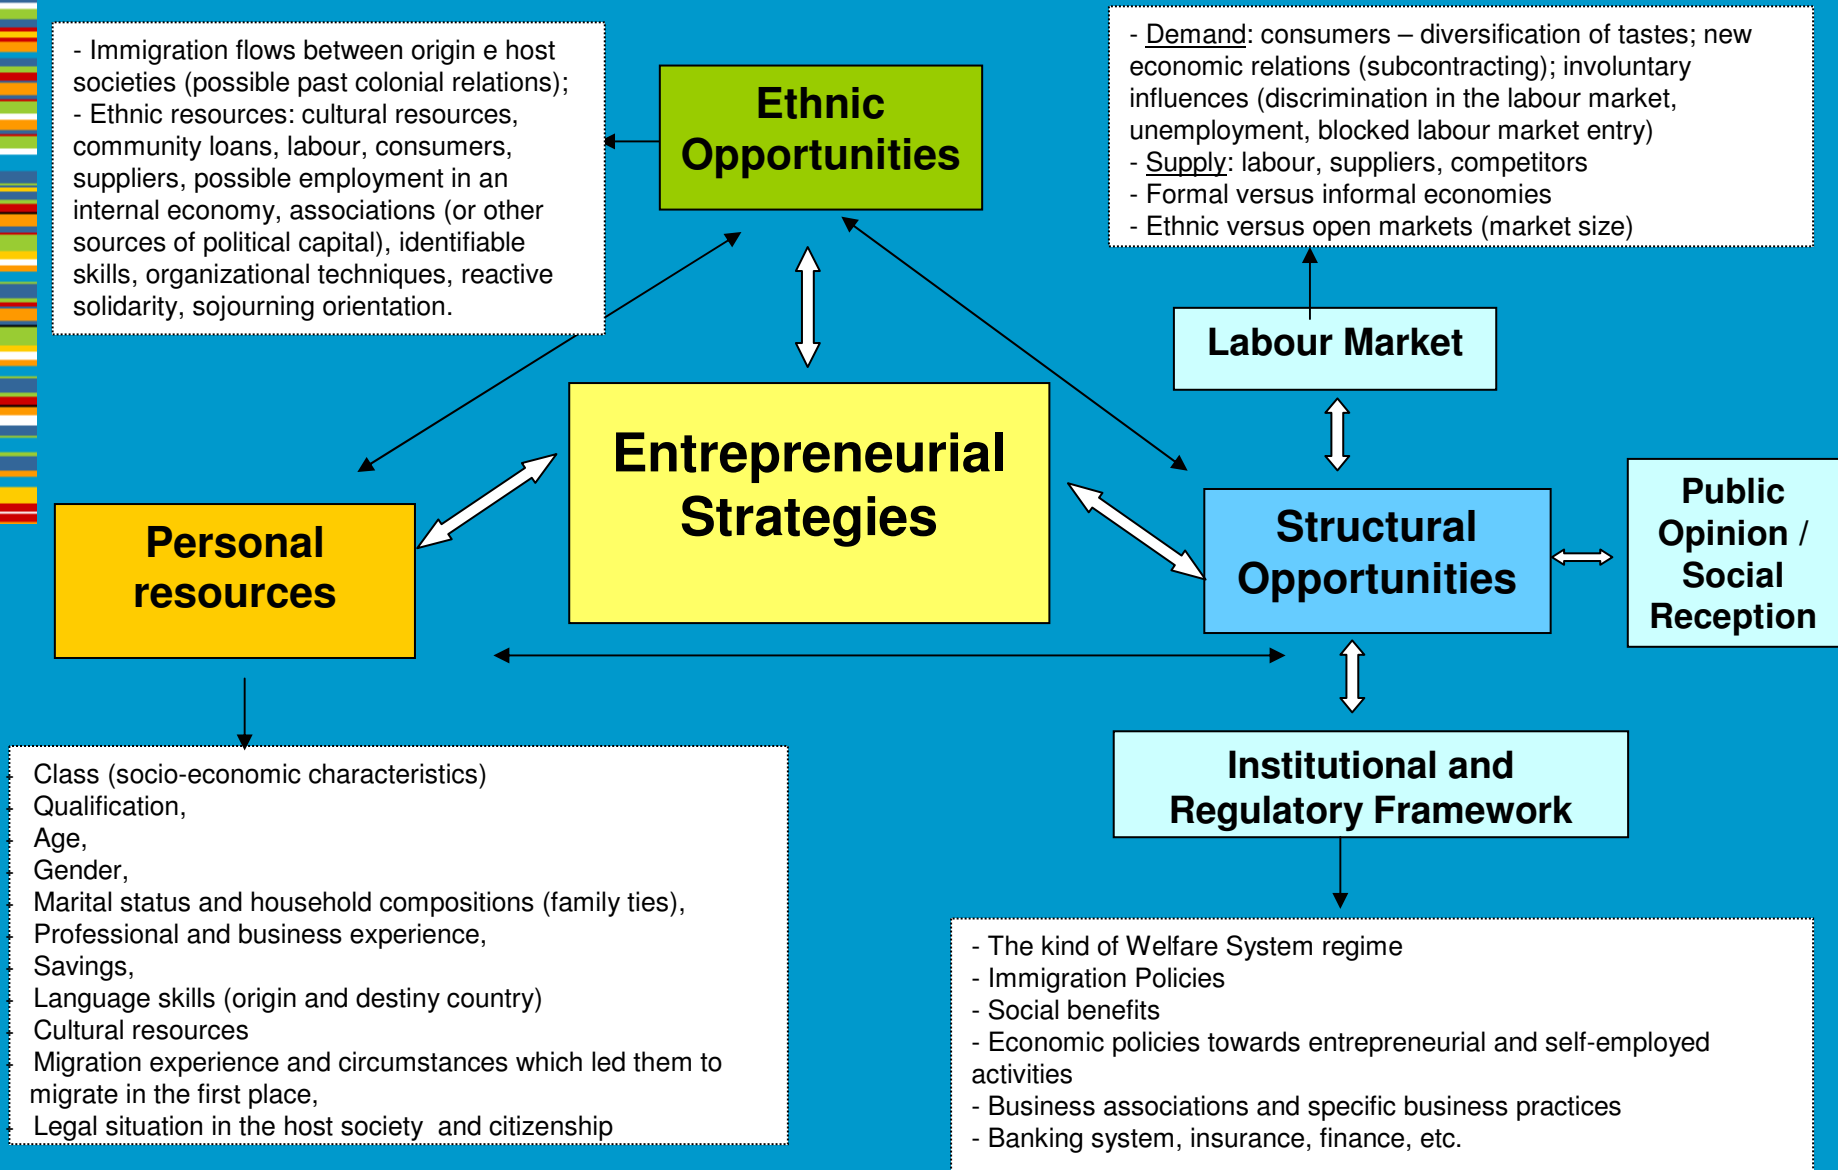 - Immigration flows between origin e host
societies (possible past colonial relations);
- Ethnic resources: cultural resources,
community loans, labour, consumers,
suppliers, possible employment in an
internal economy, associations (or other
sources of political capital), identifiable
skills, organizational techniques, reactive
solidarity, sojourning orientation.
Ethnic
Opportunities
- Demand: consumers – diversification of tastes; new
economic relations (subcontracting); involuntary
influences (discrimination in the labour market,
unemployment, blocked labour market entry)
- Supply: labour, suppliers, competitors
- Formal versus informal economies
- Ethnic versus open markets (market size)
Labour Market
Entrepreneurial
Strategies
Personal
resources
Structural
Opportunities
Public
Opinion /
Social
Reception
Institutional and
Regulatory Framework
- Class (socio-economic characteristics)
- Qualification,
- Age,
- Gender,
- Marital status and household compositions (family ties),
- Professional and business experience,
- Savings,
- Language skills (origin and destiny country)
- Cultural resources
- Migration experience and circumstances which led them to
migrate in the first place,
- Legal situation in the host society and citizenship
- The kind of Welfare System regime
- Immigration Policies
- Social benefits
- Economic policies towards entrepreneurial and self-employed
activities
- Business associations and specific business practices
- Banking system, insurance, finance, etc.